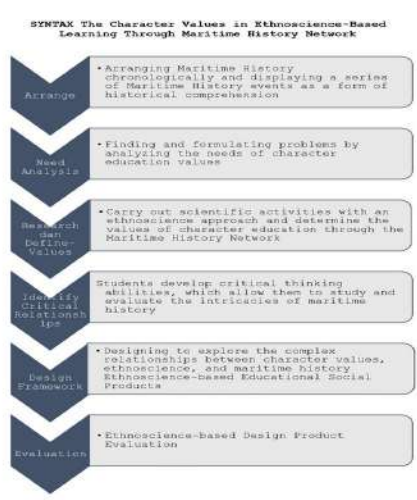 SYNTAX The Character Values in Ethnoscience-Based
Learning Through Maritime History Network
Arrange
• Arranging Maritime History
chronologically and displaying a series
of Maritime History events as a form of
historical comprehension
Need
Analysis
• Finding and formulating problems by
analyzing the needs of character
education values
Research
dan
Define-
Values
• Carry out scientific activities with an
ethnoscience approach and determine the
values of character education through the
Maritime History Network
Identify
Critical
Relationsh
ips
Students develop critical thinking
abilities, which allow them to study and
evaluate the intricacies of maritime
history
Design
Framework
• Designing to explore the complex
relationships between character values,
ethnoscience, and maritime history
Ethnoscience-based Educational Social
Products
Evaluation
• Ethnoscience-based Design Product
Evaluation